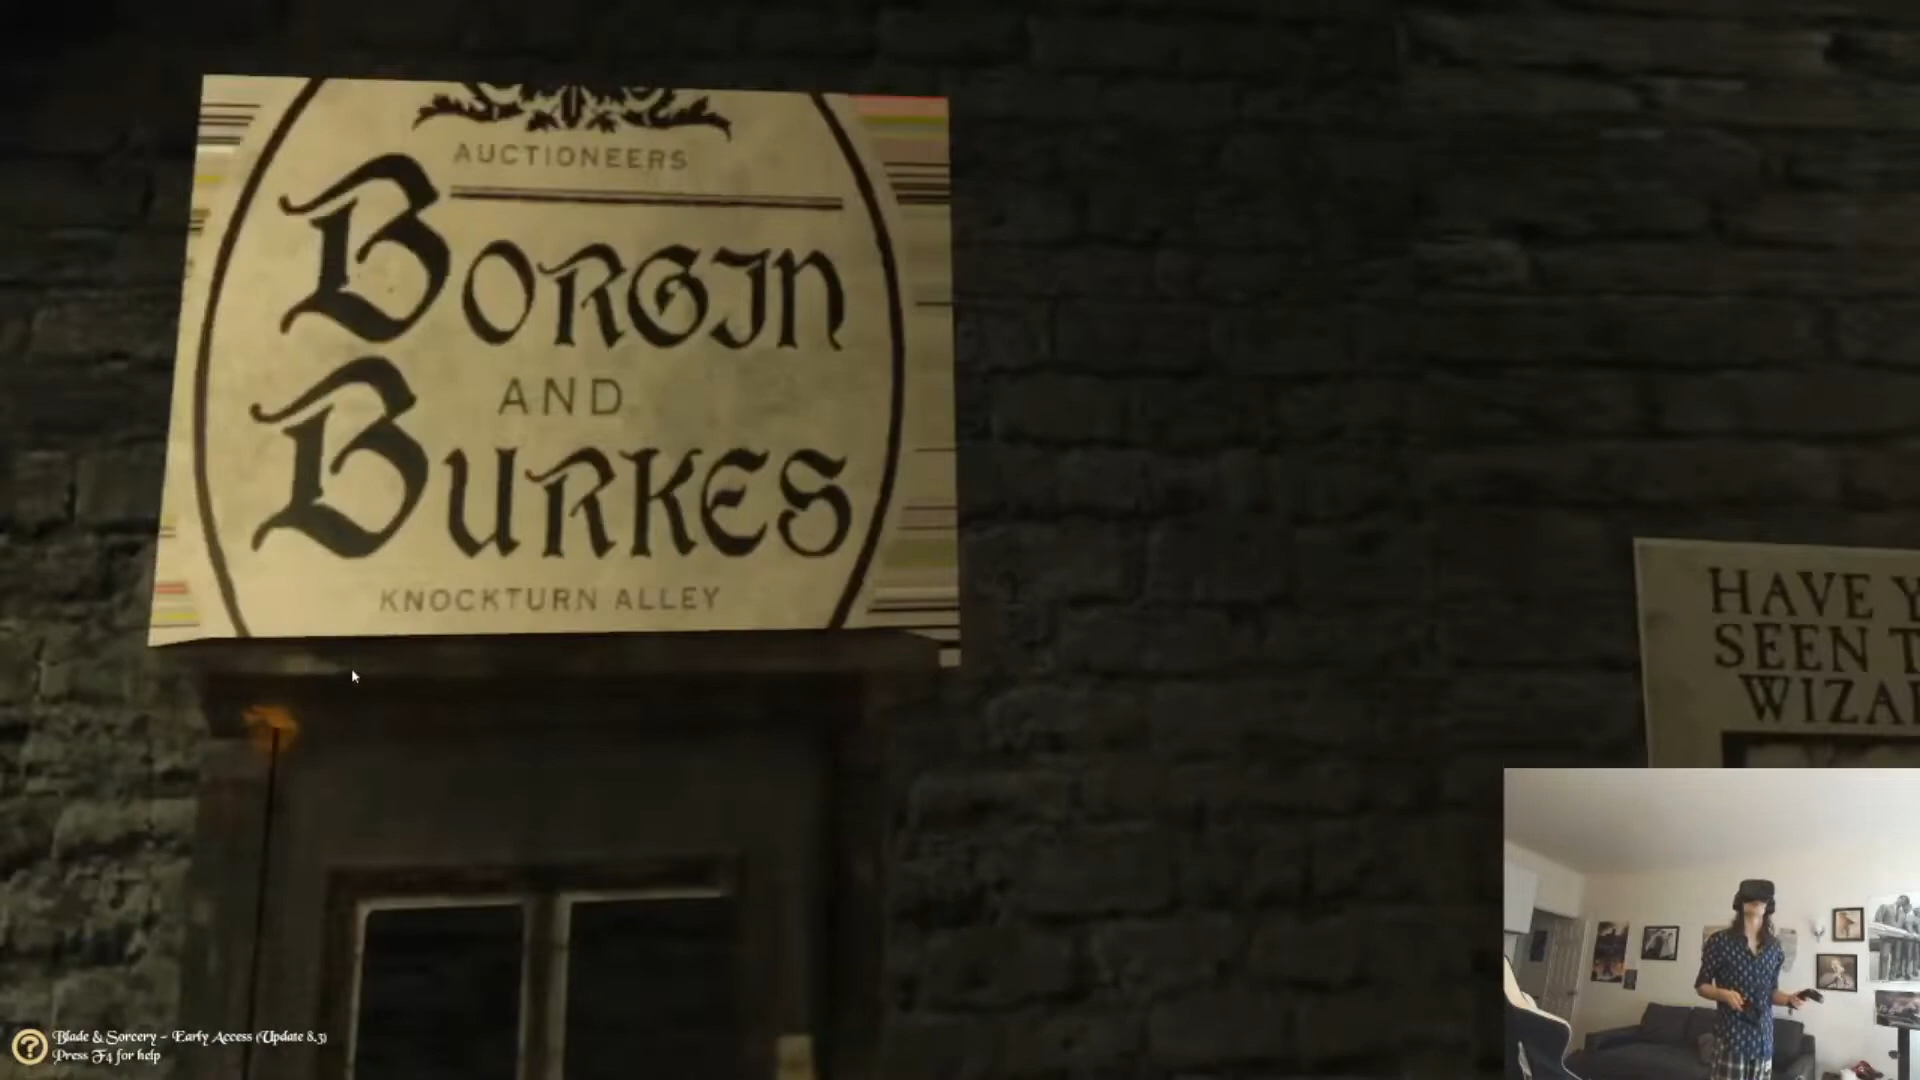 AUCTIONEERS
BORGIN
AND
BURKES
KNOCKTURN ALLEY
HAVE
SEEN
Blade & Sorcery - Early Access (Update 8.3)
Press F4 for help